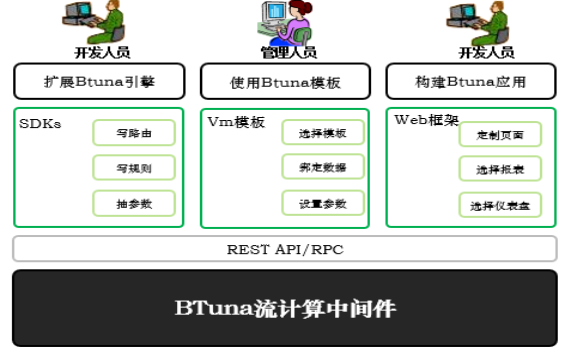 开发人员 管理人员 开发人员
扩展Btuna引擎 使用Btuna模板 构建Btuna应用
SDKs
写路由
写规则
抽参数
Vm模板
选择模板
绑定数据
设置参数
Web框架
定制页面
选择报表
选择仪表盘
REST API/RPC
BTuna流计算中间件